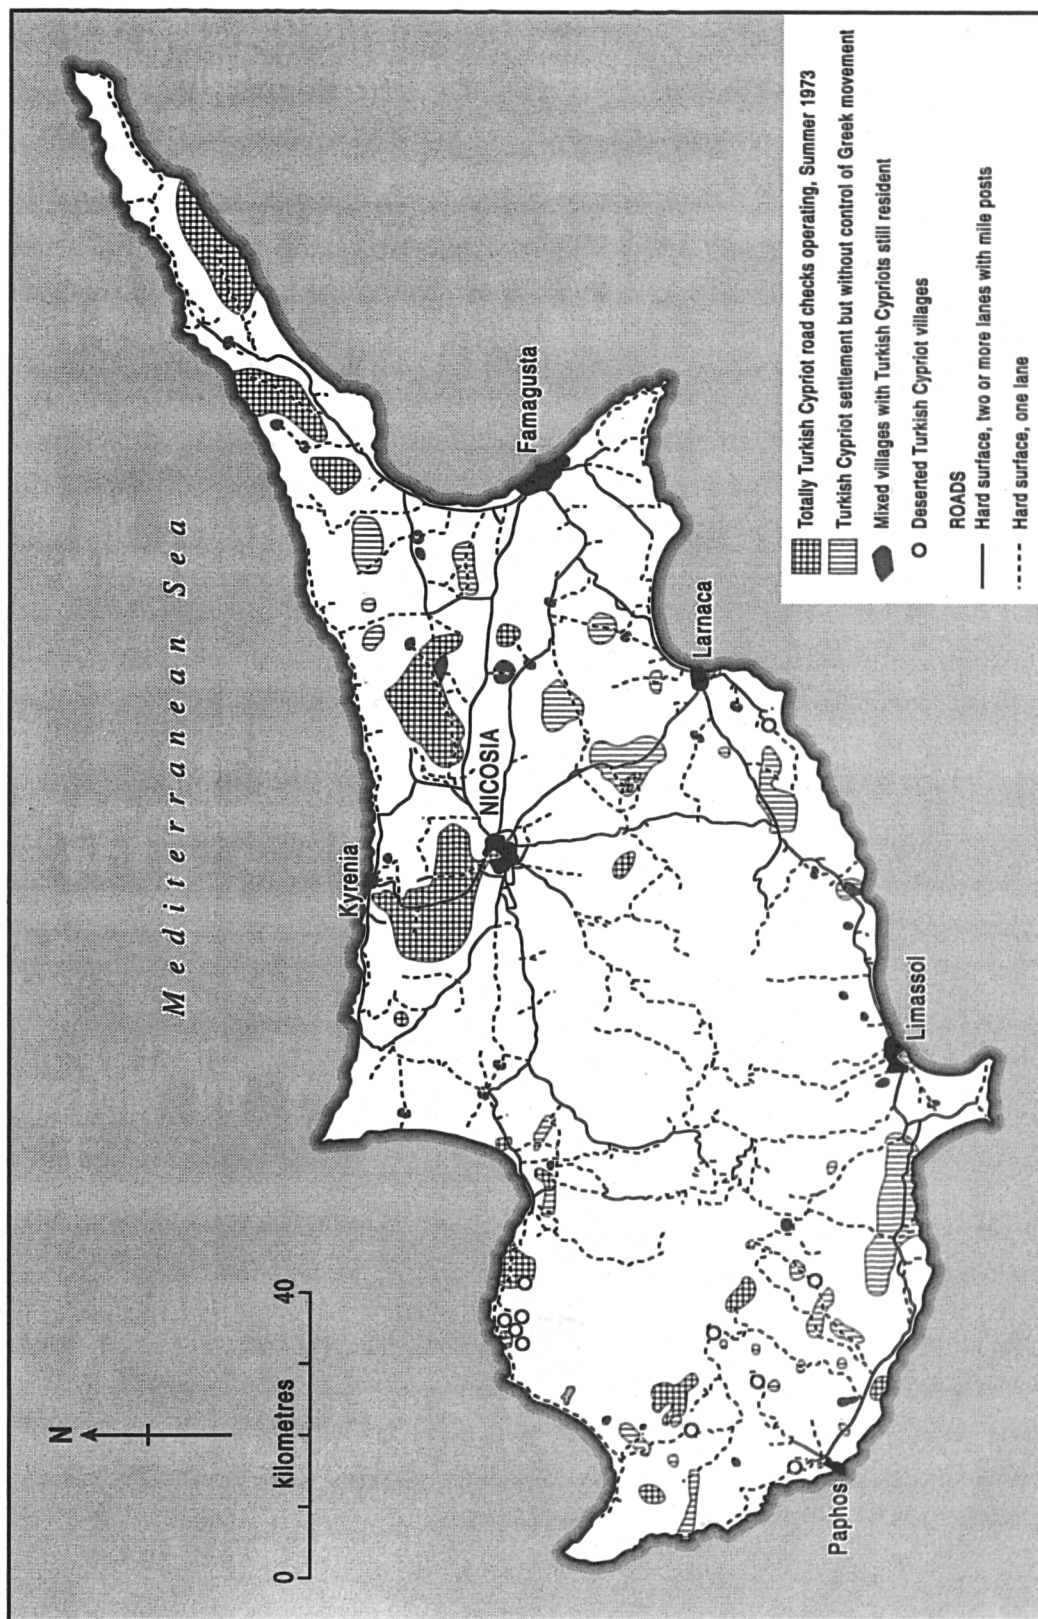 N
kilometres
0 40
Mediterranean Sea
Kyrenia
NICOSIA
Famagusta
Larnaca
Limassol
Paphos
Totally Turkish Cypriot road checks operating, Summer 1973
Turkish Cypriot settlement but without control of Greek movement
Mixed villages with Turkish Cypriots still resident
Deserted Turkish Cypriot villages
ROADS
Hard surface, two or more lanes with mile posts
Hard surface, one lane